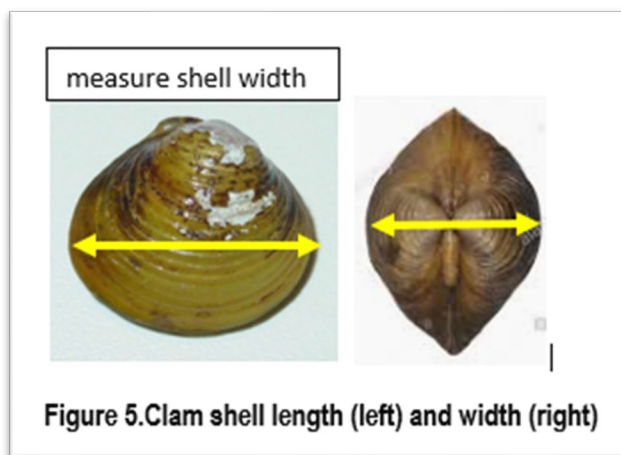 measure shell width
Figure 5.Clam shell length (left) and width (right)